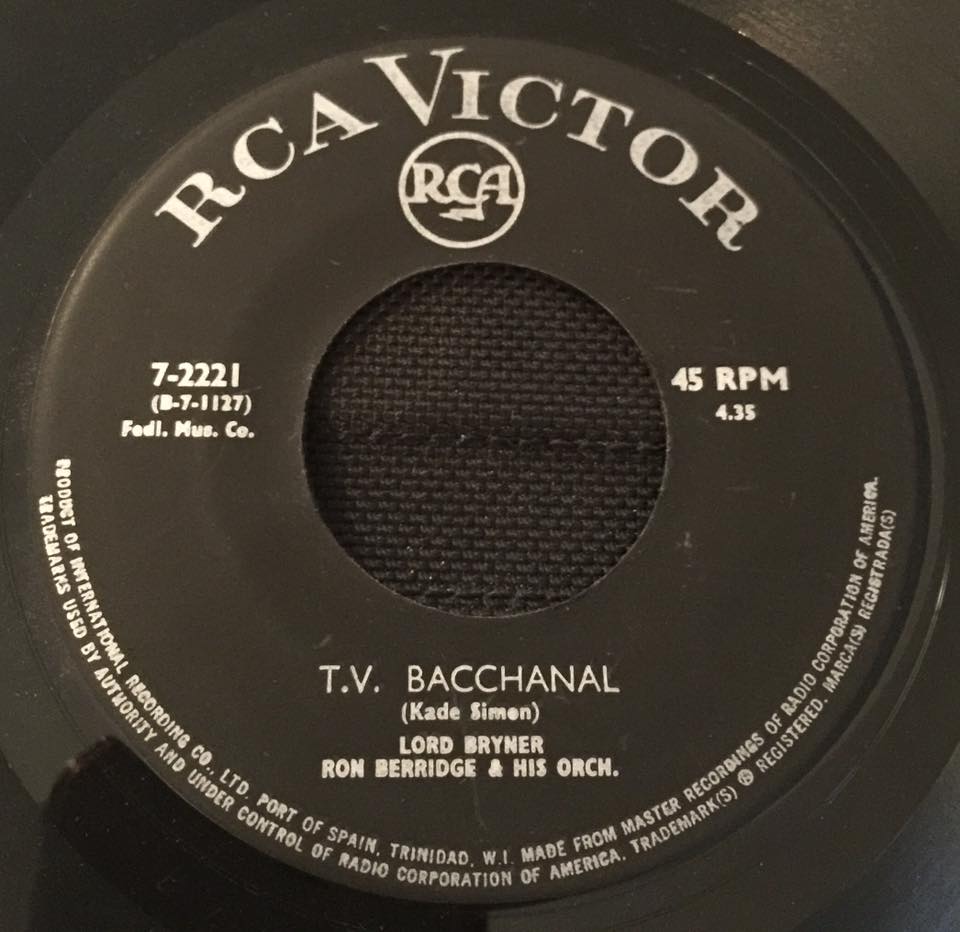 RCA VICTOR
RCA
7-2221
(B-7-1127)
Fedl. Mus. Co.
45 RPM
4.35
T.V. BACCHANAL
(Kade Simon)
LORD BRYNER
RON BERRIDGE & HIS ORCH.
PRODUCT OF INTERNATIONAL RECORDING CO., LTD. PORT OF SPAIN, TRINIDAD, W.I. MADE FROM MASTER RECORDINGS OF RADIO CORPORATION OF AMERICA.
TRADEMARKS USED BY AUTHORITY AND UNDER CONTROL OF RADIO CORPORATION OF AMERICA. TRADEMARK(S) ® REGISTERED. MARCA(S) REGISTRADA(S)